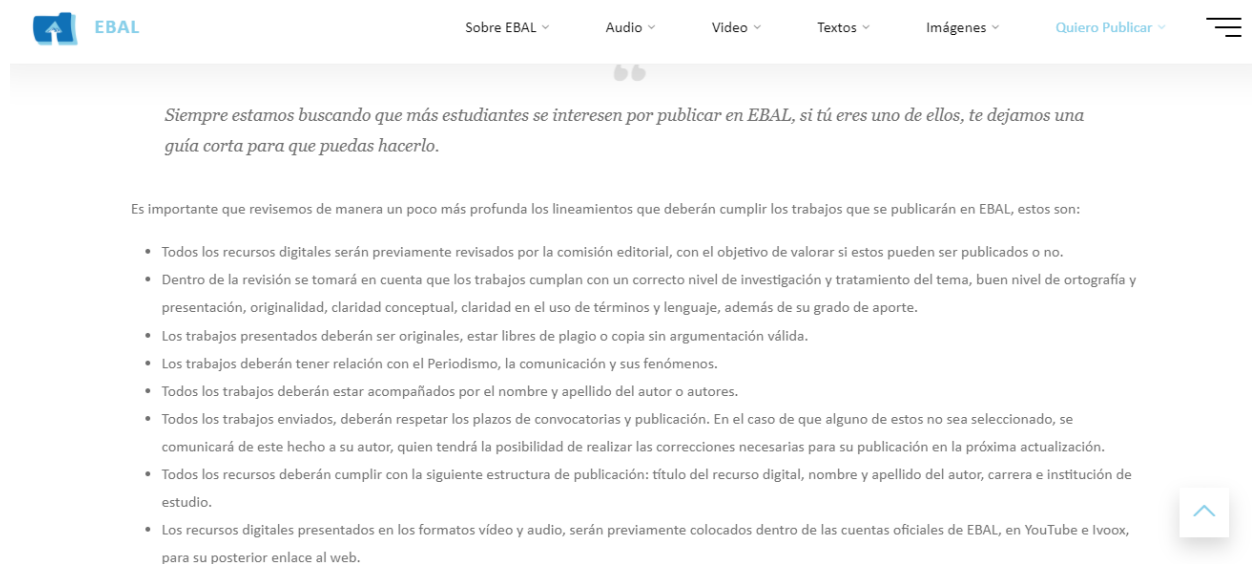 EBAL
Sobre EBAL
Audio
Video
Textos
Imágenes
Quiero Publicar
Siempre estamos buscando que más estudiantes se interesen por publicar en EBAL, si tú eres uno de ellos, te dejamos una
guía corta para que puedas hacerlo.
Es importante que revisemos de manera un poco más profunda los lineamientos que deberán cumplir los trabajos que se publicarán en EBAL, estos son:
• Todos los recursos digitales serán previamente revisados por la comisión editorial, con el objetivo de valorar si estos pueden ser publicados o no.
• Dentro de la revisión se tomará en cuenta que los trabajos cumplan con un correcto nivel de investigación y tratamiento del tema, buen nivel de ortografía y
presentación, originalidad, claridad conceptual, claridad en el uso de términos y lenguaje, además de su grado de aporte.
• Los trabajos presentados deberán ser originales, estar libres de plagio o copia sin argumentación válida.
• Los trabajos deberán tener relación con el Periodismo, la comunicación y sus fenómenos.
• Todos los trabajos deberán estar acompañados por el nombre y apellido del autor o autores.
• Todos los trabajos enviados, deberán respetar los plazos de convocatorias y publicación. En el caso de que alguno de estos no sea seleccionado, se
comunicará de este hecho a su autor, quien tendrá la posibilidad de realizar las correcciones necesarias para su publicación en la próxima actualización.
• Todos los recursos deberán cumplir con la siguiente estructura de publicación: título del recurso digital, nombre y apellido del autor, carrera e institución de
estudio.
• Los recursos digitales presentados en los formatos vídeo y audio, serán previamente colocados dentro de las cuentas oficiales de EBAL, en YouTube e Ivoox,
para su posterior enlace al web.